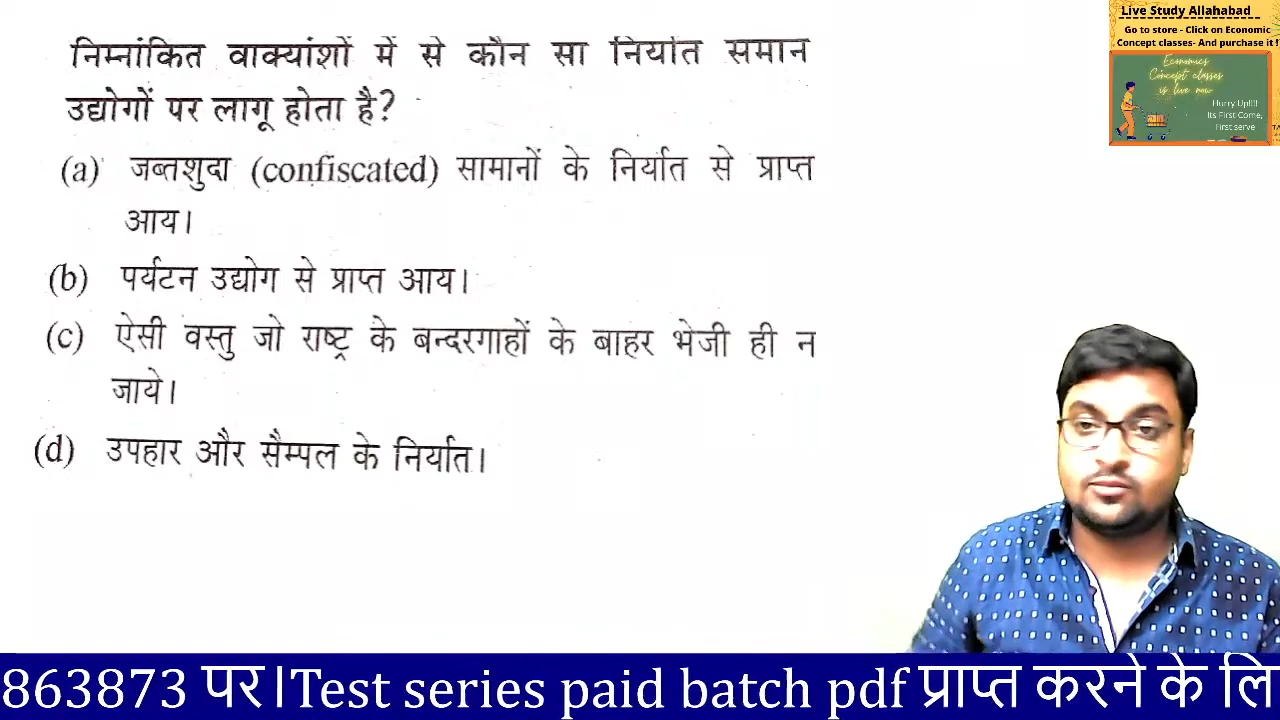 निम्नांकित वाक्यांशों में से कौन सा निर्यात समान
उद्योगों पर लागू होता है?
(a) जब्तशुदा (confiscated) सामानों के निर्यात से प्राप्त
आय।
(b) पर्यटन उद्योग से प्राप्त आय।
(c) ऐसी वस्तु जो राष्ट्र के बन्दरगाहों के बाहर भेजी ही न
जाये।
(d) उपहार और सैम्पल के निर्यात।
Live Study Allahabad
Go to store - Click on Economic
Concept classes- And purchase it !
Economics
Concept classes
is live now
Hurry Up!!!!
Its First Come,
First serve
863873 पर।Test series paid batch pdf प्राप्त करने के लि